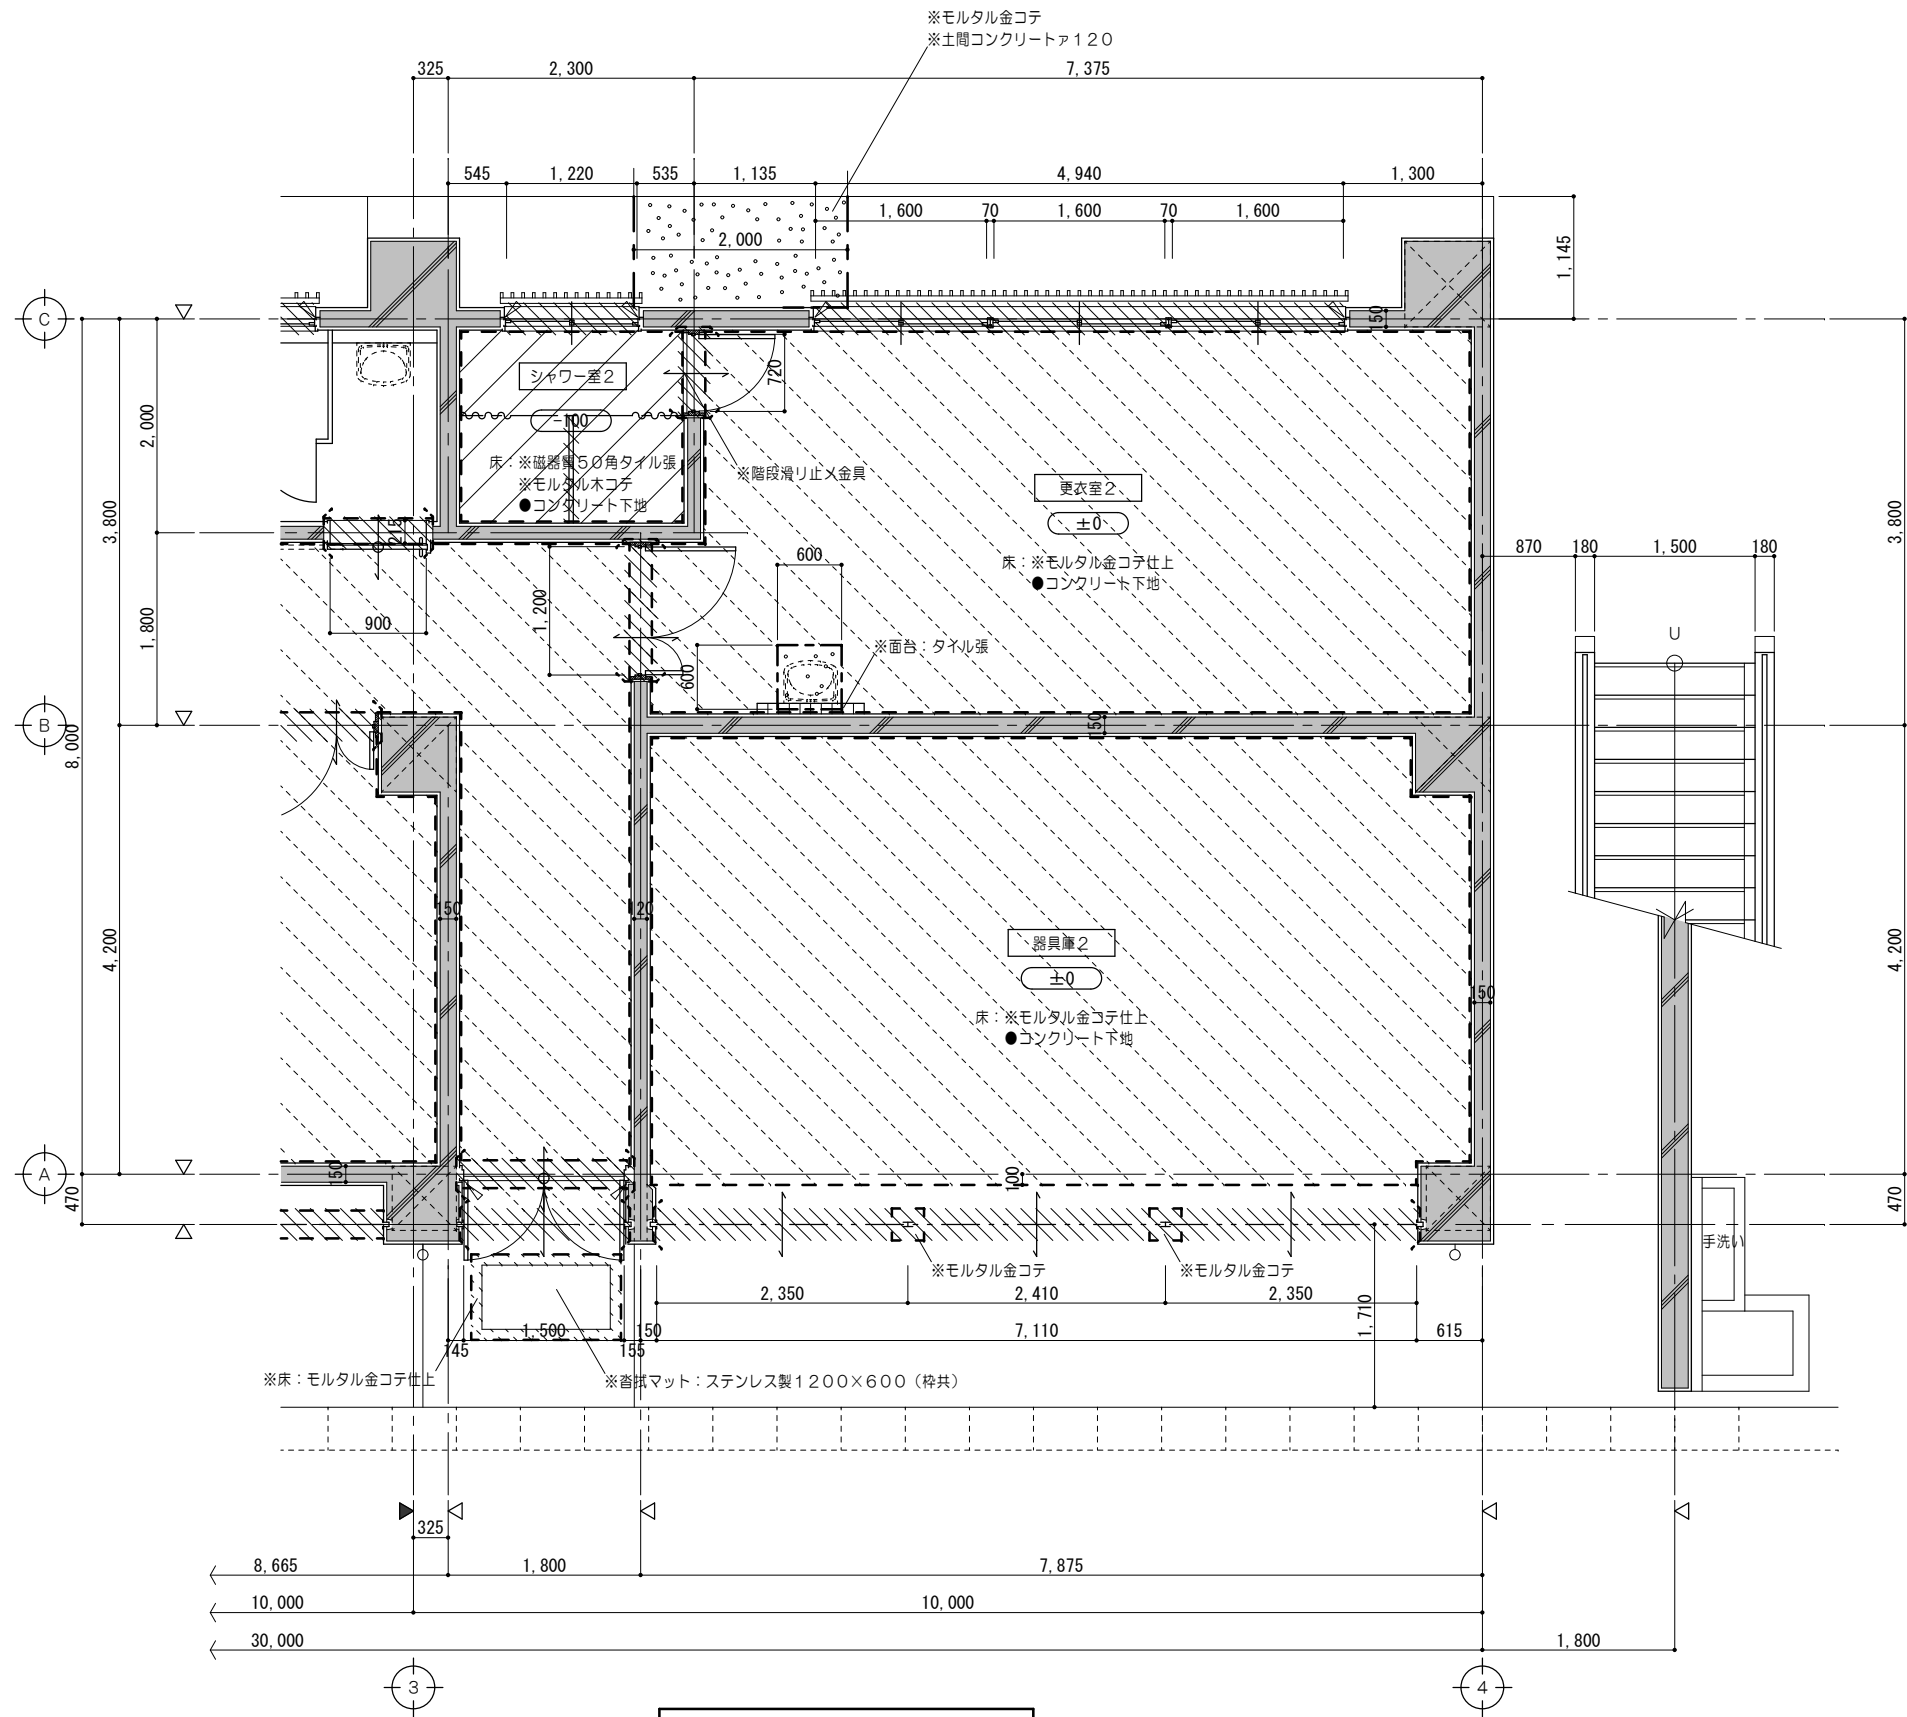 ※モルタル金コテ
※土間コンクリートァ120
325
2,300
7,375
545
1,220
535
1,135
4,940
1,300
1,600
70
1,600
70
1,600
2,000
1,145
C
150
シャワー室2
720
-100
2,000
床：※磁器質50角タイル張
※モルタル木コテ
●コンクリート下地
※階段滑り止メ金具
更衣室2
±0
3,800
3,800
215
床：※モルタル金コテ仕上
●コンクリート下地
600
870
180
1,500
180
1,200
900
1,800
U
※面台：タイル張
600
B
8,000
150
150
120
器具庫2
±0
4,200
4,200
150
床：※モルタル金コテ仕上
●コンクリート下地
A
150
100
470
470
手洗い
※モルタル金コテ
※モルタル金コテ
2,350
2,410
2,350
1,710
1,500
150
7,110
615
145
155
※床：モルタル金コテ仕上
※沓拭マット：ステンレス製1200×600（枠共）
325
8,665
1,800
7,875
10,000
10,000
30,000
1,800
3
4